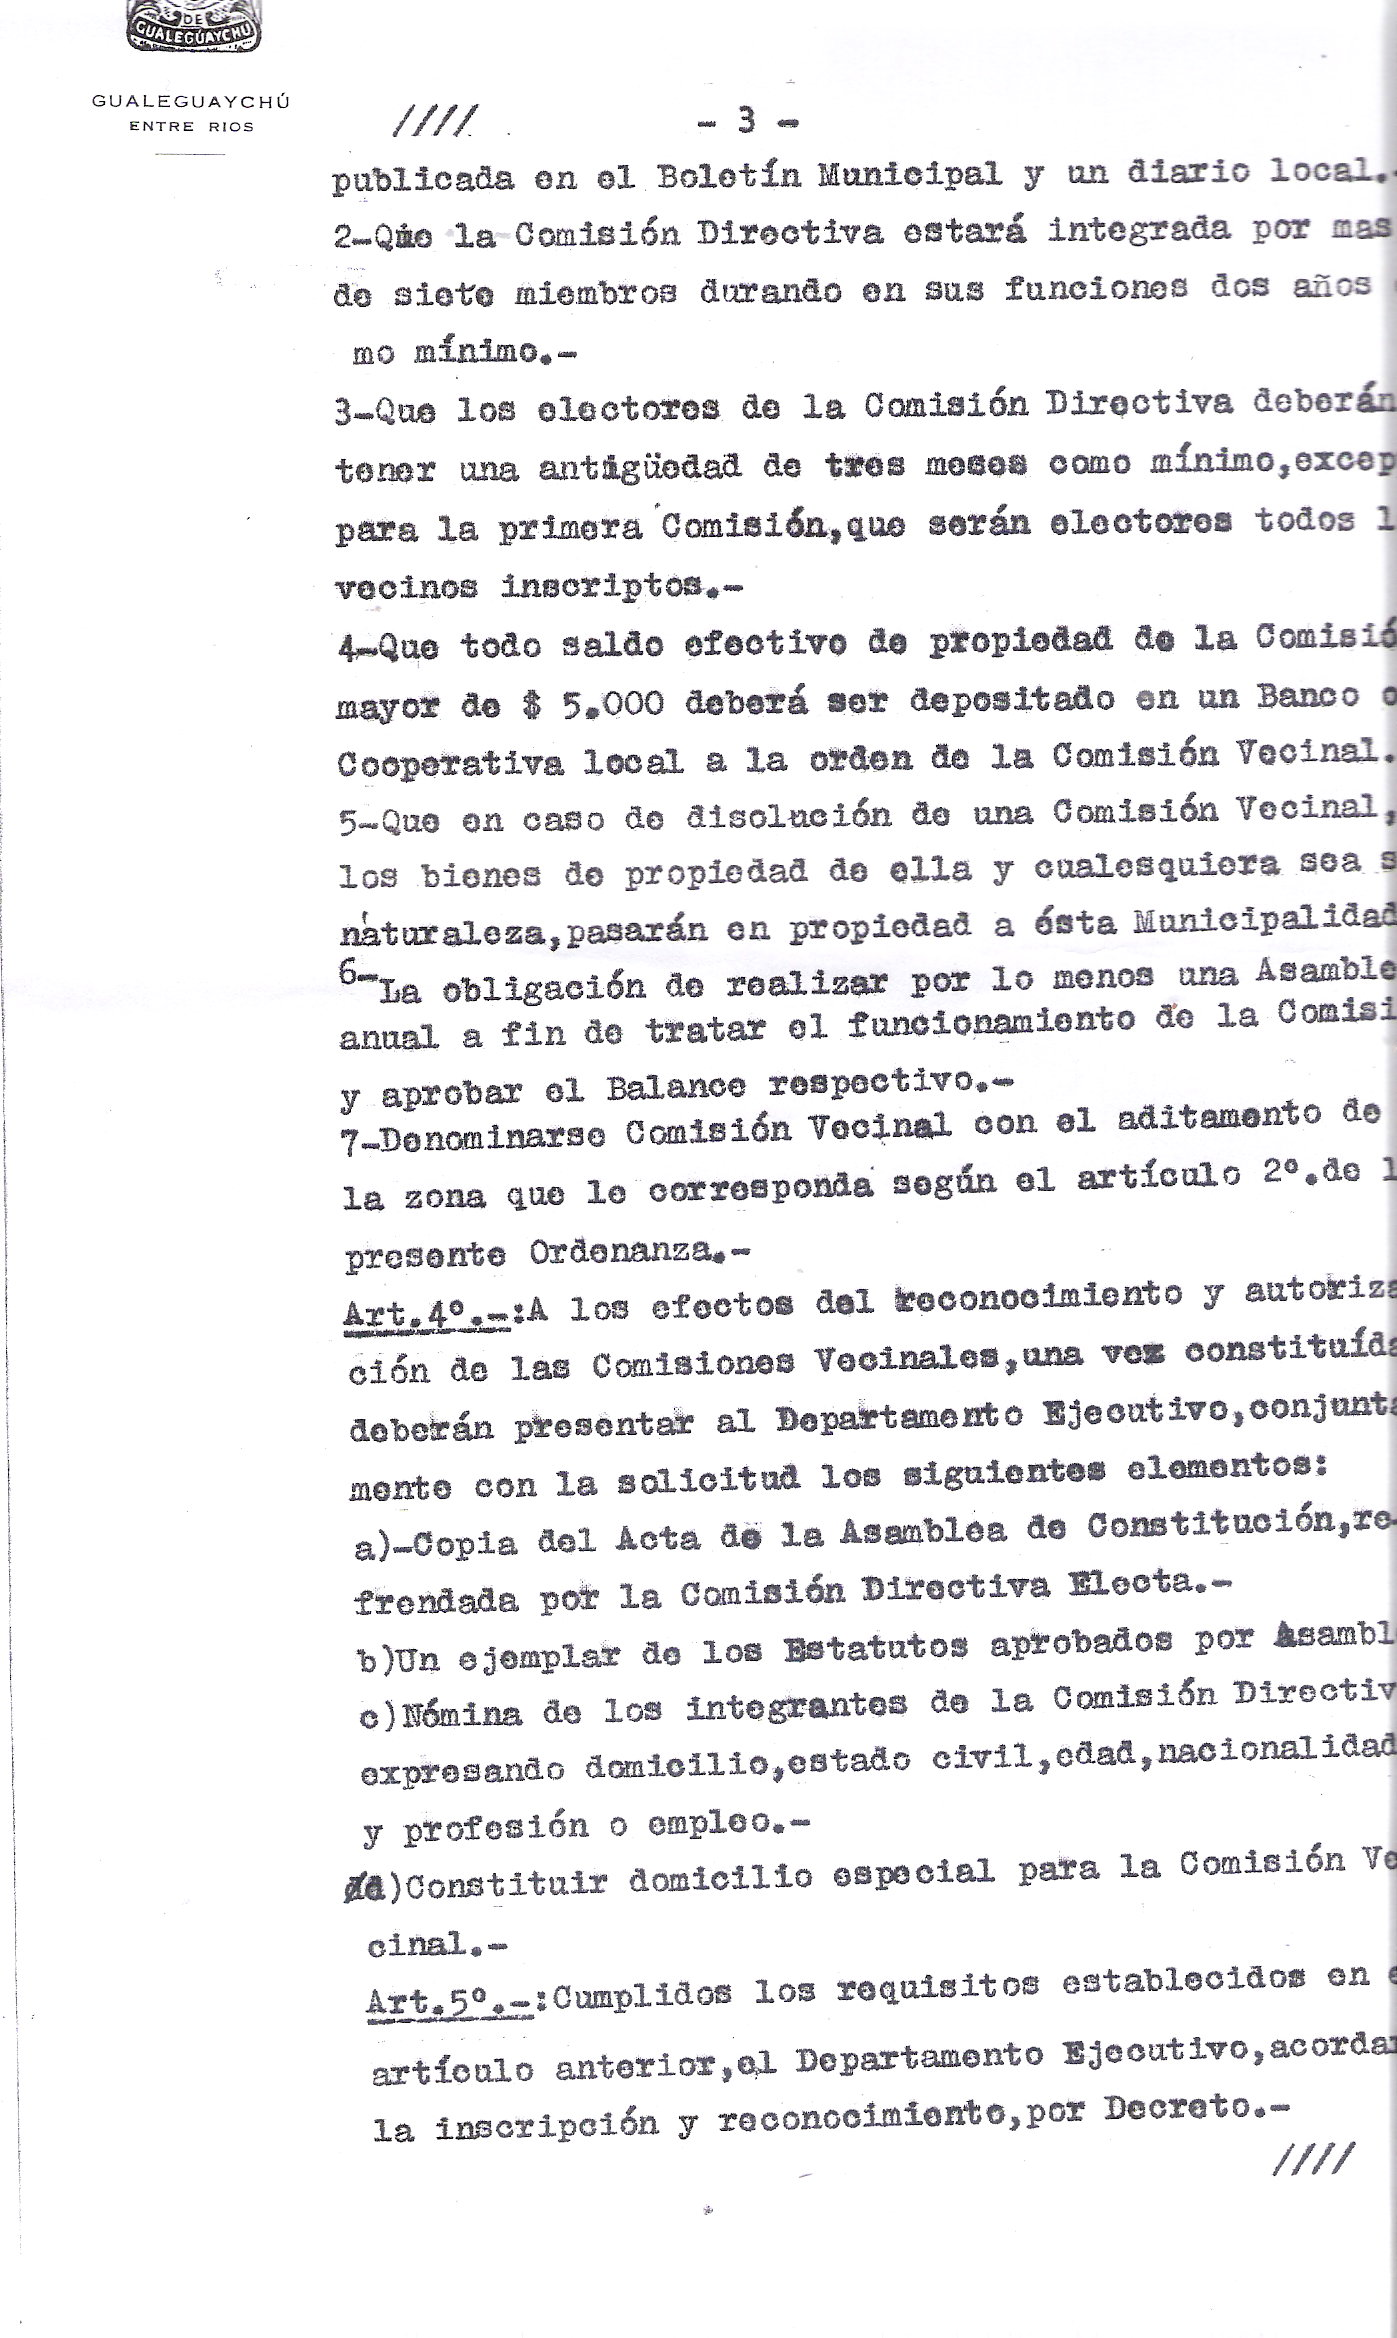 DE
GUALEGUAYCHÚ
GUALEGUAYCHÚ
ENTRE RIOS
////. - 3 -
publicada en el Boletín Municipal y un diario local.-
2-Que la Comisión Directiva estará integrada por mas
de siete miembros durando en sus funciones dos años
mo mínimo.-
3-Que los electores de la Comisión Directiva deberán
tener una antigüedad de tres meses como mínimo,excep
para la primera Comisión,que serán electores todos l
vecinos inscriptos.-
4-Que todo saldo efectivo de propiedad de la Comisió
mayor de $ 5.000 deberá ser depositado en un Banco o
Cooperativa local a la orden de la Comisión Vecinal.
5-Que en caso de disolución de una Comisión Vecinal,
los bienes de propiedad de ella y cualesquiera sea s
naturaleza,pasarán en propiedad a ésta Municipalidad
6-La obligación de realizar por lo menos una Asamble
anual a fin de tratar el funcionamiento de la Comisi
y aprobar el Balance respectivo.-
7-Denominarse Comisión Vecinal con el aditamento de
la zona que le corresponda según el artículo 2º.de l
presente Ordenanza.-
Art.4º.-:A los efectos del reconocimiento y autoriza
ción de las Comisiones Vecinales,una vez constituída
deberán presentar al Departamento Ejecutivo,conjunta
mente con la solicitud los siguientes elementos:
a)-Copia del Acta de la Asamblea de Constitución,re-
frendada por la Comisión Directiva Electa.-
b)Un ejemplar de los Estatutos aprobados por Asambl
c)Nómina de los integrantes de la Comisión Directiv
expresando domicilio,estado civil,edad,nacionalidad
y profesión o empleo.-
d)Constituir domicilio especial para la Comisión Ve
cinal.-
Art.5º.-:Cumplidos los requisitos establecidos en e
artículo anterior,el Departamento Ejecutivo,acordar
la inscripción y reconocimiento,por Decreto.-
////